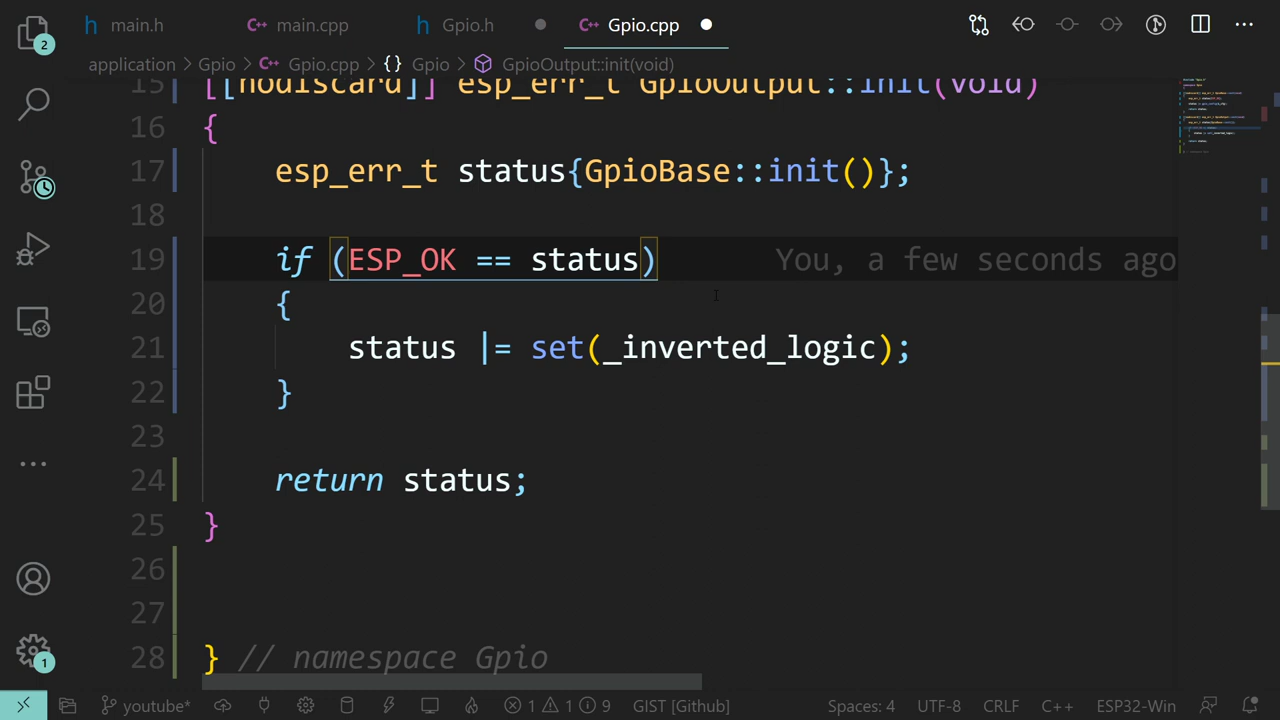 2
main.h
main.cpp
Gpio.h
Gpio.cpp
application > Gpio > Gpio.cpp > {} Gpio > GpioOutput::init(void)
15 [[nodiscard]] esp_err_t GpioOutput::init(void)
16 {
17 esp_err_t status{GpioBase::init()};
18
19 if (ESP_OK == status) You, a few seconds ago
20 {
21 status |= set(_inverted_logic);
22 }
23
24 return status;
25 }
26
27
28 } // namespace Gpio
1
youtube* 1 1 9 GIST [Github] Spaces: 4 UTF-8 CRLF C++ ESP32-Win